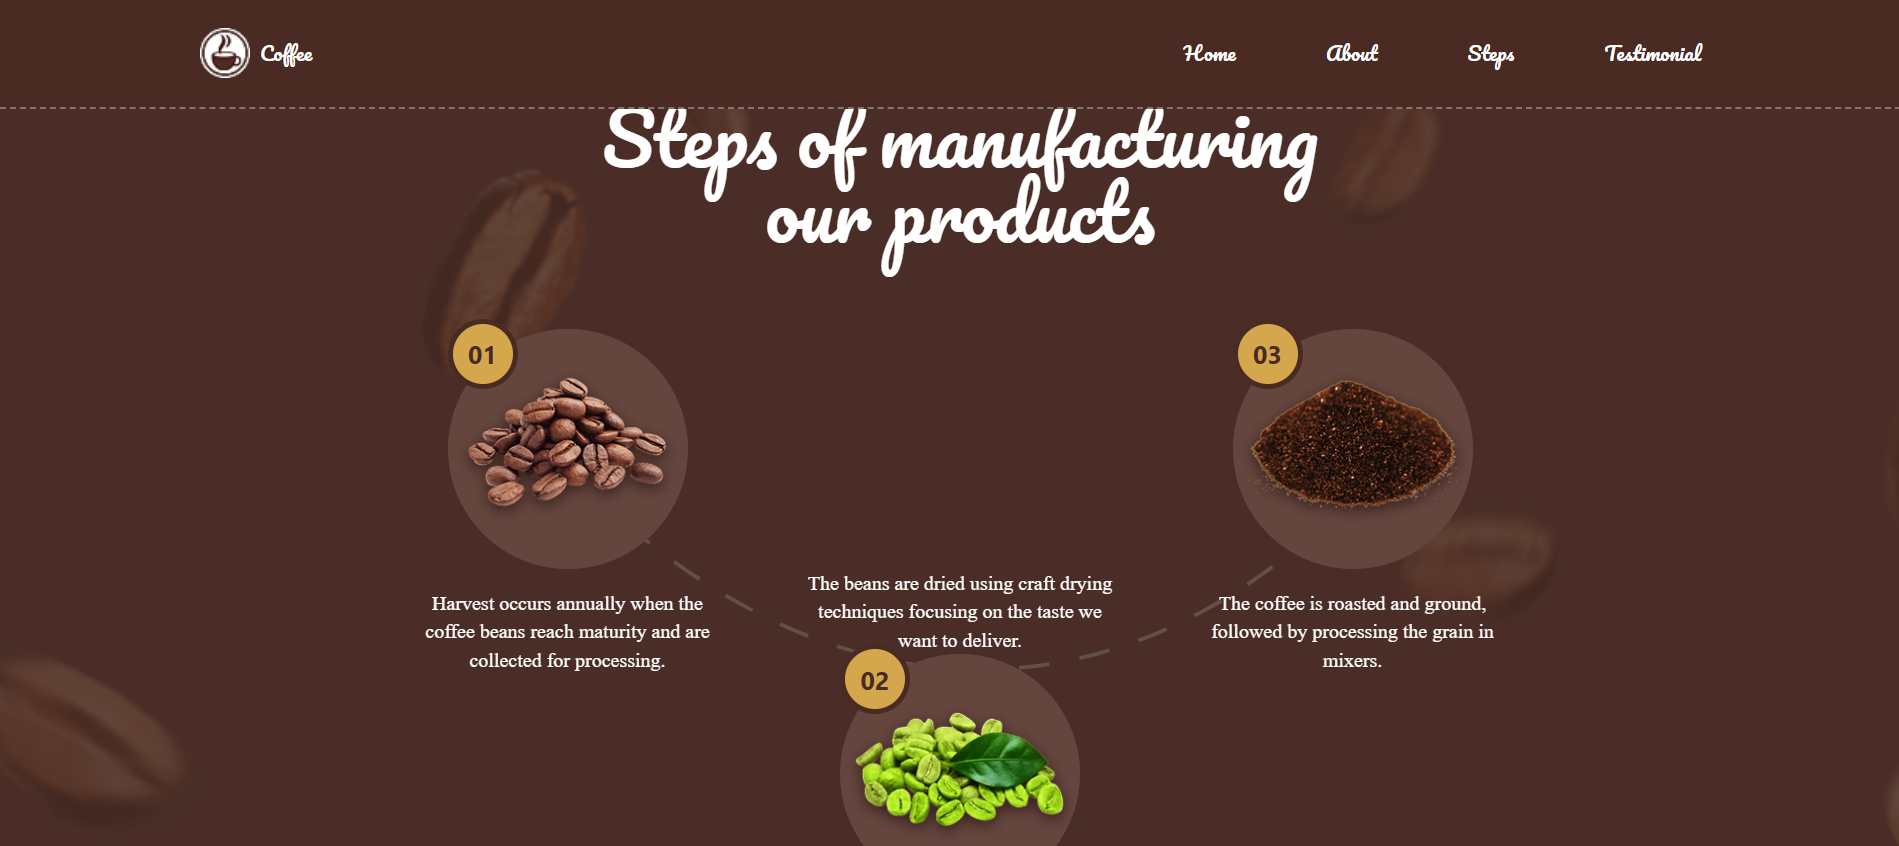 Coffee
Home
About
Steps
Testimonial
Steps of manufacturing
our products
01
Harvest occurs annually when the
coffee beans reach maturity and are
collected for processing.
The beans are dried using craft drying
techniques focusing on the taste we
want to deliver.
02
03
The coffee is roasted and ground,
followed by processing the grain in
mixers.